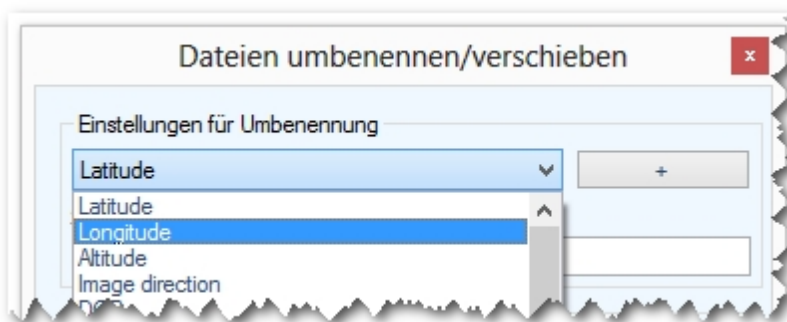 Dateien umbenennen/verschieben
x
Einstellungen für Umbenennung
Latitude
+
Latitude
Longitude
Altitude
Image direction